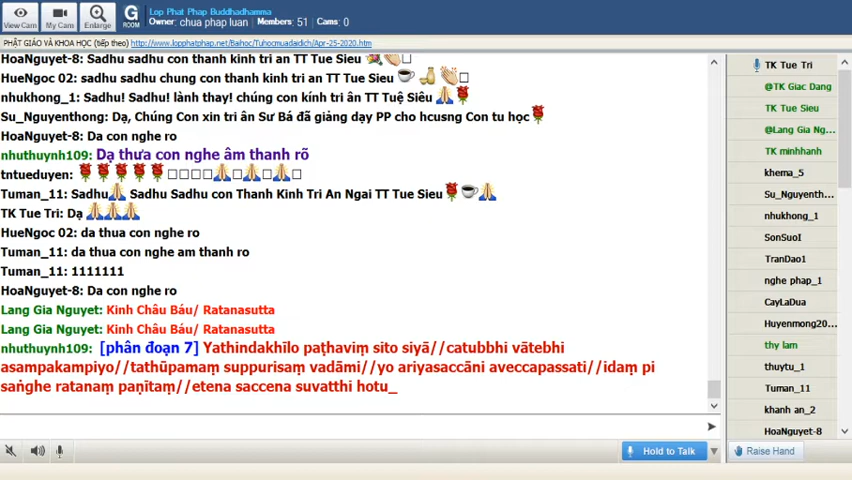 Lop Phat Phap Buddhadhamma
Owner: chua phap luan Members: 51 Cams: 0
View Cam My Cam Enlarge G ROOM
PHẬT GIÁO VÀ KHOA HỌC (tiếp theo) http://www.lopphatphap.net/Baihoc/Tuhocmuadaidich/Apr-25-2020.htm
HoaNguyet-8: Sadhu sadhu con thanh kinh tri an TT Tue Sieu
HueNgoc 02: sadhu sadhu chung con thanh kinh tri an TT Tue Sieu
nhukhong_1: Sadhu! Sadhu! lành thay! chúng con kính tri ân TT Tuệ Siêu
Su_Nguyenthong: Dạ, Chúng Con xin tri ân Sư Bá đã giảng dạy PP cho hcusng Con tu học
HoaNguyet-8: Da con nghe ro
nhuthuynh109: Dạ thưa con nghe âm thanh rõ
tntueduyen:
Tuman_11: Sadhu Sadhu Sadhu con Thanh Kinh Tri An Ngai TT Tue Sieu
TK Tue Tri: Dạ
HueNgoc 02: da thua con nghe ro
Tuman_11: da thua con nghe am thanh ro
Tuman_11: 1111111
HoaNguyet-8: Da con nghe ro
Lang Gia Nguyet: Kinh Châu Báu/ Ratanasutta
Lang Gia Nguyet: Kinh Châu Báu/ Ratanasutta
nhuthuynh109: [phân đoạn 7] Yathindakhīlo paṭhaviṃ sito siyā//catubbhi vātebhi
asampakampiyo//tathūpamaṃ suppurisaṃ vadāmi//yo ariyasaccāni aveccapassati//idaṃ pi
saṅghe ratanaṃ paṇītaṃ//etena saccena suvatthi hotu_
Hold to Talk
Raise Hand
TK Tue Tri
@TK Giac Dang
TK Tue Sieu
@Lang Gia Ng...
TK minhhanh
khema_5
Su_Nguyenth...
nhukhong_1
SonSuoI
TranDao1
nghe phap_1
CayLaDua
Huyenmong20...
thy lam
thuytu_1
Tuman_11
khanh an_2
HoaNguyet-8